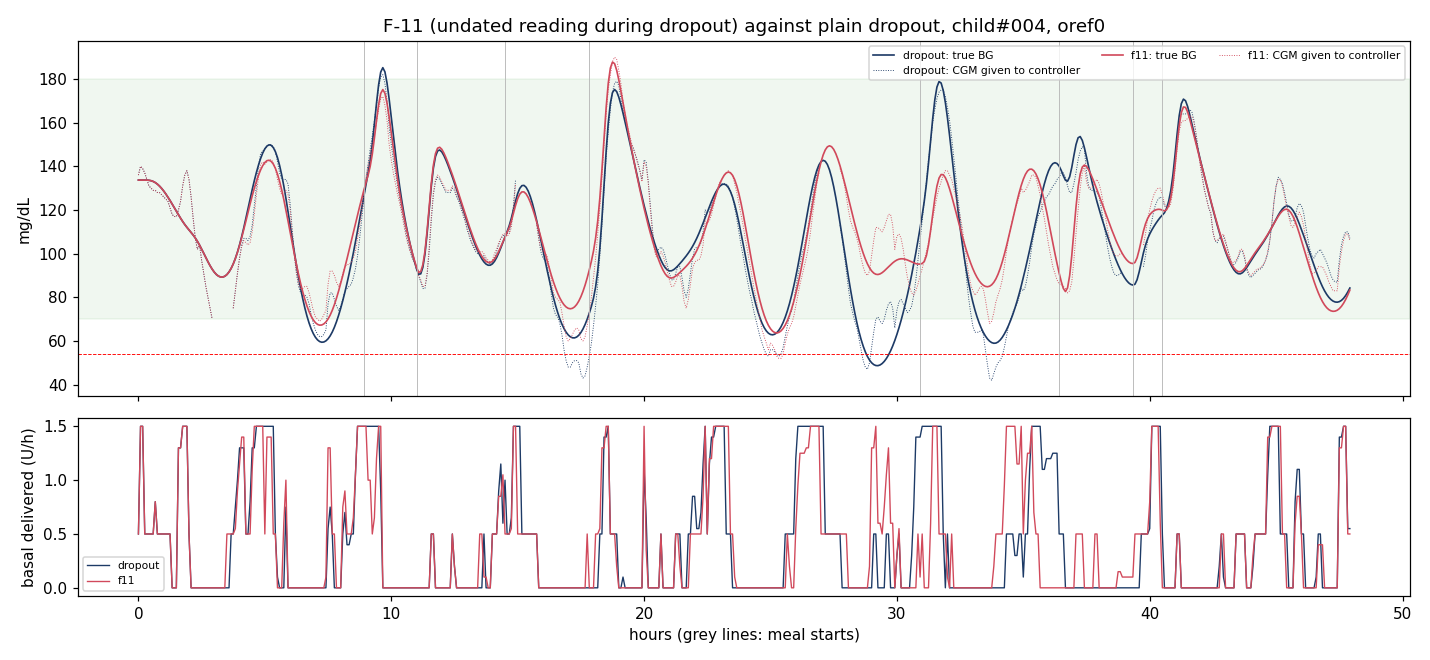 F-11 (undated reading during dropout) against plain dropout, child#004, oref0
dropout: true BG
dropout: CGM given to controller
f11: true BG
f11: CGM given to controller
mg/dL
180
160
140
120
100
80
60
40
basal delivered (U/h)
1.5
1.0
0.5
0.0
dropout
f11
0
10
20
30
40
50
hours (grey lines: meal starts)